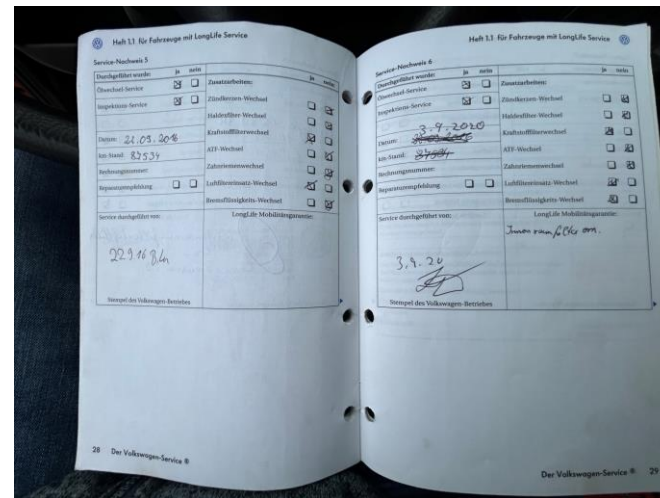 Heft 1.1 für Fahrzeuge mit LongLife Service
Service-Nachweis 5
Durchgeführt wurde: ja nein Zusatzarbeiten: ja nein
Ölwechsel-Service
Inspektions-Service
Zündkerzen-Wechsel
Haldexfilter-Wechsel
Datum: 22.09.2016
Kraftstofffilterwechsel
km-Stand: 87534
ATF-Wechsel
Rechnungsnummer:
Zahnriemenwechsel
Reparaturempfehlung
Luftfiltereinsatz-Wechsel
Bremsflüssigkeits-Wechsel
Service durchgeführt von:
LongLife Mobilitätsgarantie:
22.9.16
Stempel des Volkswagen-Betriebes
28 Der Volkswagen-Service ®
Heft 1.1 für Fahrzeuge mit LongLife Service
Service-Nachweis 6
Durchgeführt wurde: ja nein Zusatzarbeiten: ja nein
Ölwechsel-Service
Inspektions-Service
Zündkerzen-Wechsel
Haldexfilter-Wechsel
3.9.2020
Datum:
Kraftstofffilterwechsel
km-Stand: 87534
ATF-Wechsel
Rechnungsnummer:
Zahnriemenwechsel
Reparaturempfehlung
Luftfiltereinsatz-Wechsel
Bremsflüssigkeits-Wechsel
Service durchgeführt von:
LongLife Mobilitätsgarantie:
Innenraumfilter ern.
3.9.20
Stempel des Volkswagen-Betriebes
Der Volkswagen-Service ® 29